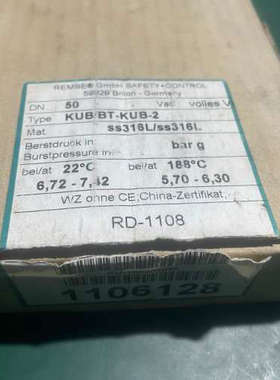 REMBE® GmbH SAFETY+CONTROL
59929 Brilon - Germany
DN 50 Vac. volles V
Type KUB/BT-KUB-2
Mat. ss316L/ss316L
Berstdruck in: bar g
Burstpressure in:
bei/at 22°C bei/at 188°C
6,72 - 7,42 5,70 - 6,30
WZ ohne CE,China-Zertifikat,
RD-1108
1106128